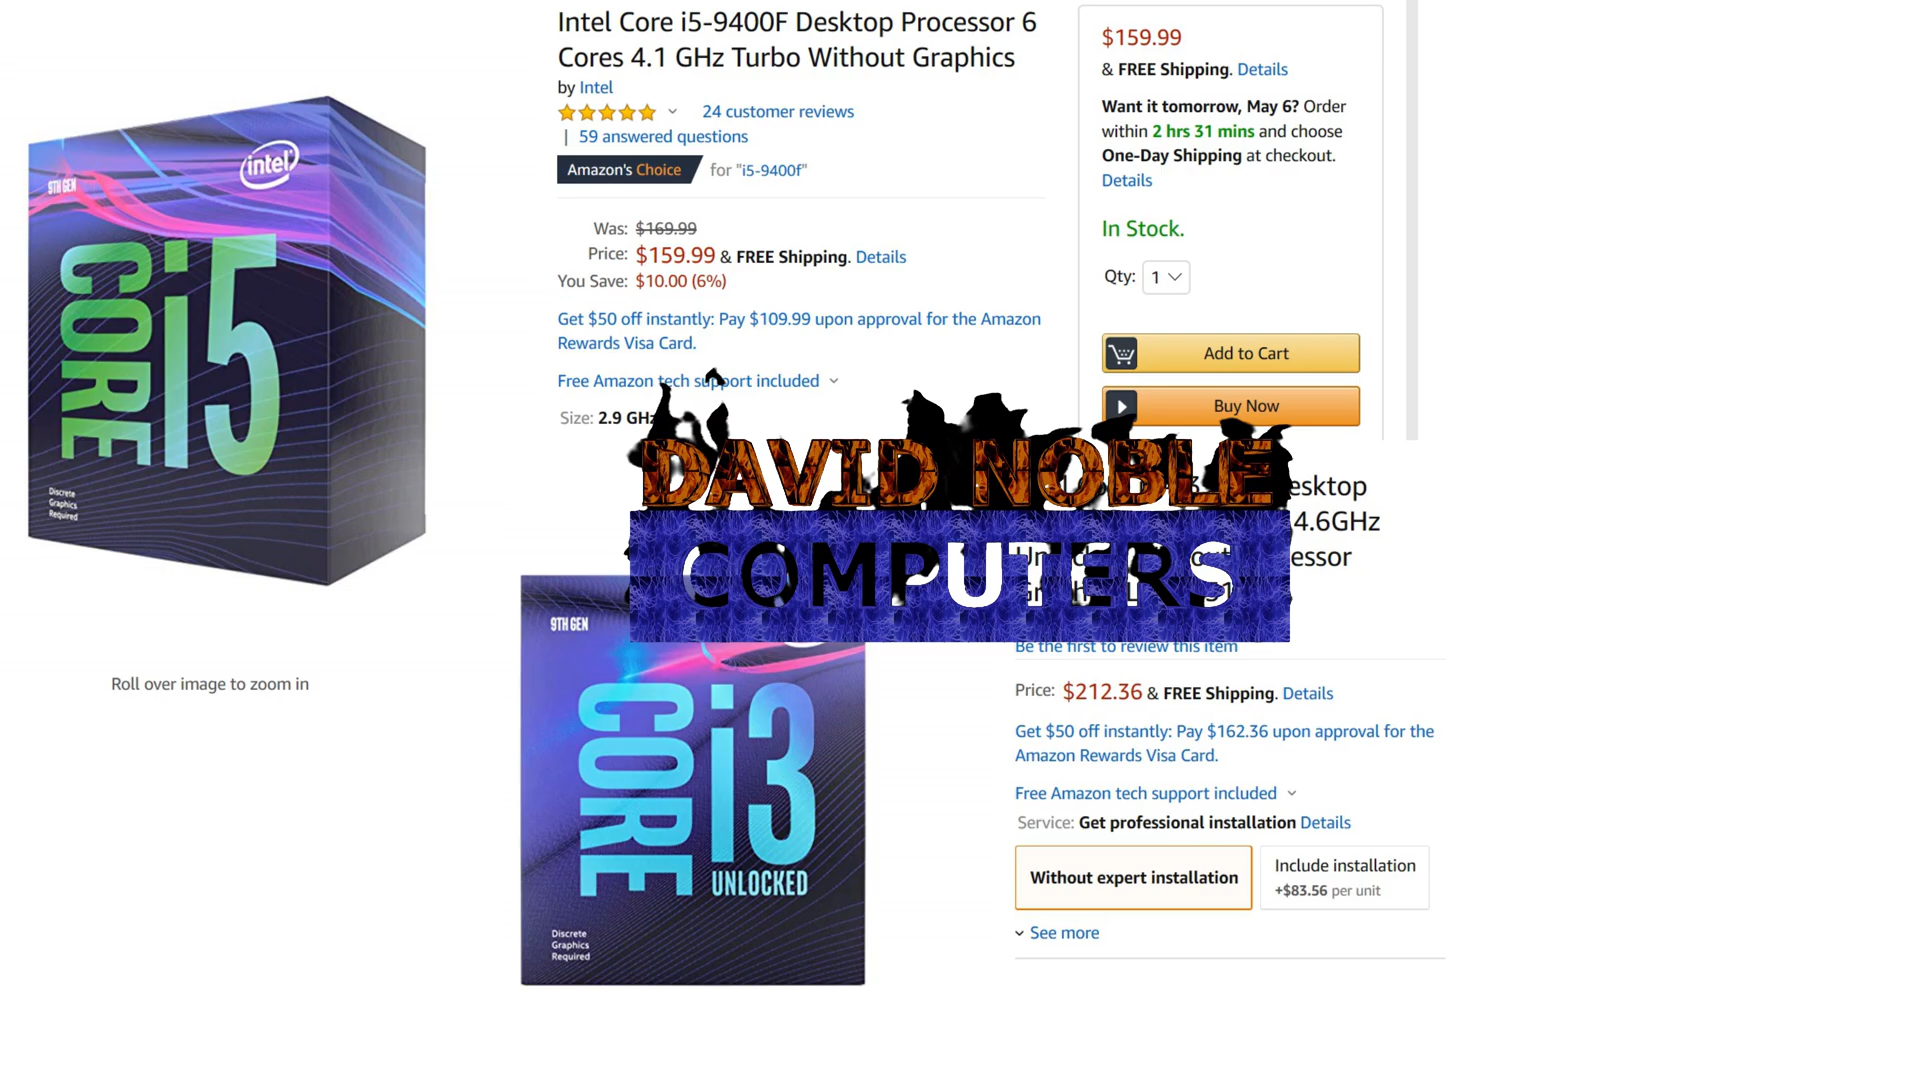 Intel Core i5-9400F Desktop Processor 6
Cores 4.1 GHz Turbo Without Graphics
by Intel
24 customer reviews
| 59 answered questions
Amazon's Choice for "i5-9400f"
Was: $169.99
Price: $159.99 & FREE Shipping. Details
You Save: $10.00 (6%)
Get $50 off instantly: Pay $109.99 upon approval for the Amazon
Rewards Visa Card.
Free Amazon tech support included
Size: 2.9 GHz
$159.99
& FREE Shipping. Details
Want it tomorrow, May 6? Order
within 2 hrs 31 mins and choose
One-Day Shipping at checkout.
Details
In Stock.
Qty: 1
Add to Cart
Buy Now
intel
9TH GEN
CORE i5
Discrete
Graphics
Required
Roll over image to zoom in
DAVID NOBLE
COMPUTERS
9TH GEN
CORE i3
UNLOCKED
Discrete
Graphics
Required
esktop
4.6GHz
essor
Be the first to review this item
Price: $212.36 & FREE Shipping. Details
Get $50 off instantly: Pay $162.36 upon approval for the
Amazon Rewards Visa Card.
Free Amazon tech support included
Service: Get professional installation Details
Without expert installation
Include installation
+$83.56 per unit
See more